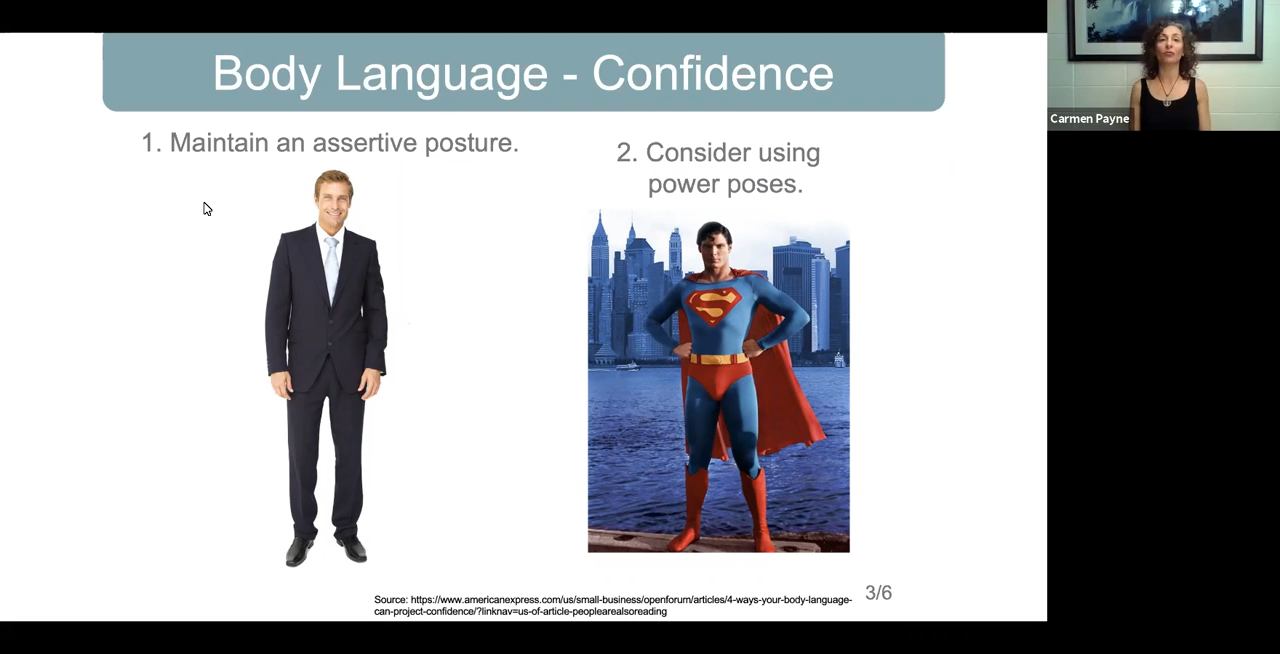 Body Language - Confidence
1. Maintain an assertive posture.
2. Consider using
power poses.
Source: https://www.americanexpress.com/us/small-business/openforum/articles/4-ways-your-body-language-
can-project-confidence/?linknav=us-of-article-peoplearealsoreading
3/6
Carmen Payne